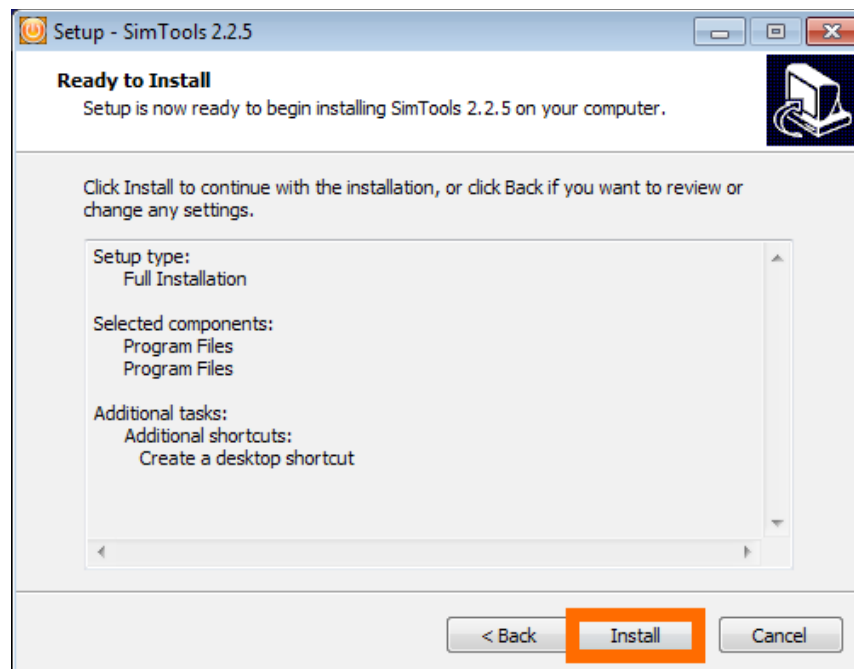 Setup - SimTools 2.2.5
Ready to Install
Setup is now ready to begin installing SimTools 2.2.5 on your computer.
Click Install to continue with the installation, or click Back if you want to review or
change any settings.
Setup type:
Full Installation
Selected components:
Program Files
Program Files
Additional tasks:
Additional shortcuts:
Create a desktop shortcut
< Back Install Cancel